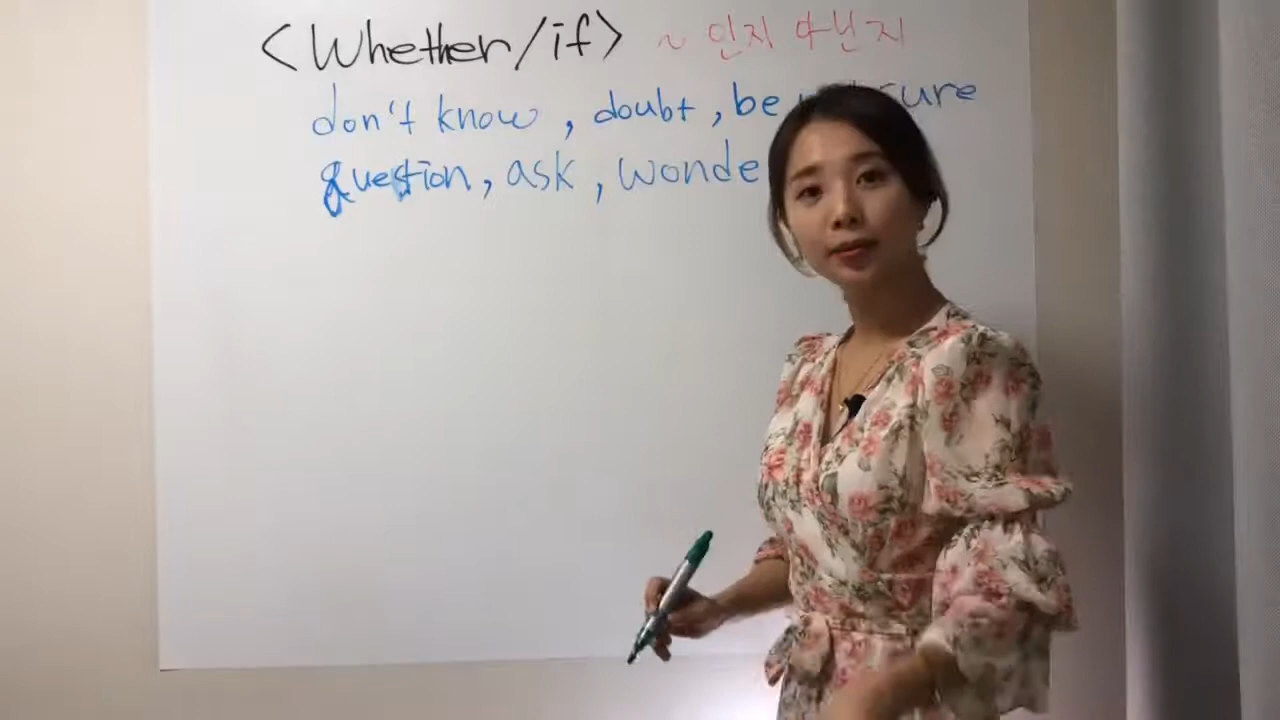 <Whether/if> ~ 인지 아닌지
don't know, doubt, be sure
question, ask, wonde